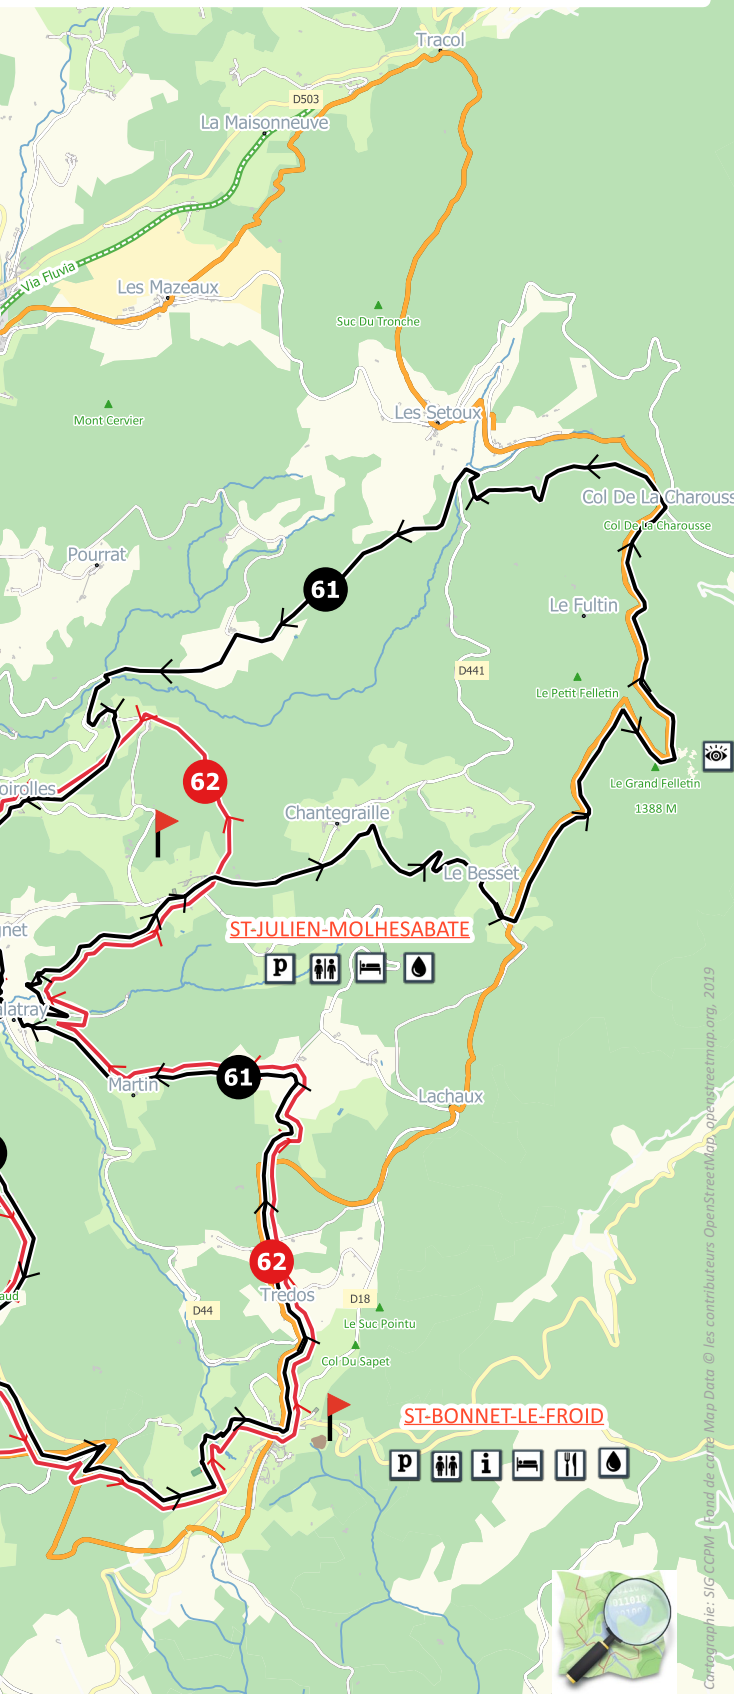 Tracol
D503
La Maisonneuve
Via Fluvia
Les Mazeaux
Suc Du Tronche
Mont Cervier
Les Setoux
Col De La Charouss
Col De La Charousse
Pourrat
61
Le Fultin
D441
Le Petit Felletin
62
oirolles
Le Grand Felletin
1388 M
Chantegraille
Le Besset
gnet
ST-JULIEN-MOLHESABATE
P
latray
61
Martin
Lachaux
62
aud
Tredos
D18
D44
Le Suc Pointu
Col Du Sapet
ST-BONNET-LE-FROID
P i
Cartographie: SIG CCPM - Fond de carte Map Data © les contributeurs OpenStreetMap, openstreetmap.org, 2019